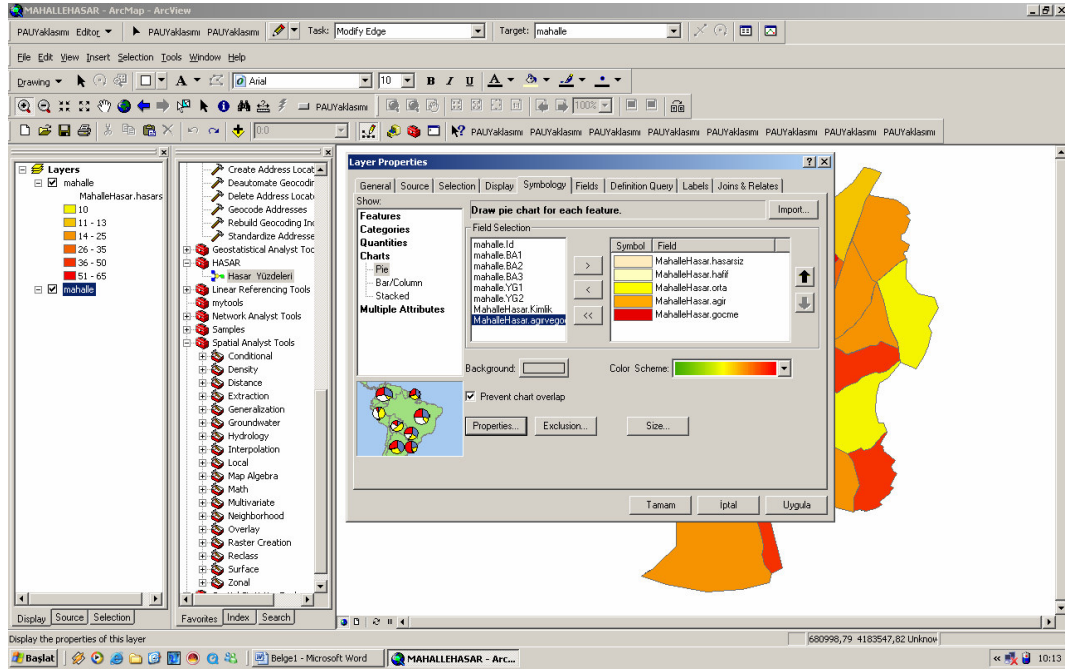 MAHALLEHASAR - ArcMap - ArcView
PAUYaklasımı Editor PAUYaklasımı PAUYaklasımı Task: Modify Edge Target: mahalle
File Edit View Insert Selection Tools Window Help
Drawing A Arial 10 B I U A
PAUYaklasımı 100%
0:0 PAUYaklasımı PAUYaklasımı PAUYaklasımı PAUYaklasımı PAUYaklasımı PAUYaklasımı PAUYaklasımı PAUYaklasımı
Layers
mahalle
MahalleHasar.hasars
10
11 - 13
14 - 25
26 - 35
36 - 50
51 - 65
mahalle
Display Source Selection
Create Address Locat
Deautomate Geocodin
Delete Address Locato
Geocode Addresses
Rebuild Geocoding Ind
Standardize Addresse
Geostatistical Analyst Too
HASAR
Hasar Yüzdeleri
Linear Referencing Tools
mytools
Network Analyst Tools
Samples
Spatial Analyst Tools
Conditional
Density
Distance
Extraction
Generalization
Groundwater
Hydrology
Interpolation
Local
Map Algebra
Math
Multivariate
Neighborhood
Overlay
Raster Creation
Reclass
Surface
Zonal
Favorites Index Search
Layer Properties
General Source Selection Display Symbology Fields Definition Query Labels Joins & Relates
Show:
Features
Categories
Quantities
Charts
Pie
Bar/Column
Stacked
Multiple Attributes
Draw pie chart for each feature.
Import...
Field Selection
mahalle.Id
mahalle.BA1
mahalle.BA2
mahalle.BA3
mahalle.YG1
mahalle.YG2
MahalleHasar.Kimlik
MahalleHasar.agirvegoc
>
<
<<
Symbol Field
MahalleHasar.hasarsiz
MahalleHasar.hafif
MahalleHasar.orta
MahalleHasar.agir
MahalleHasar.gocme
Background: Color Scheme:
Prevent chart overlap
Properties... Exclusion... Size...
Tamam İptal Uygula
Display the properties of this layer
680998,79 4183547,82 Unknow
Başlat Belge1 - Microsoft Word MAHALLEHASAR - Arc... 10:13